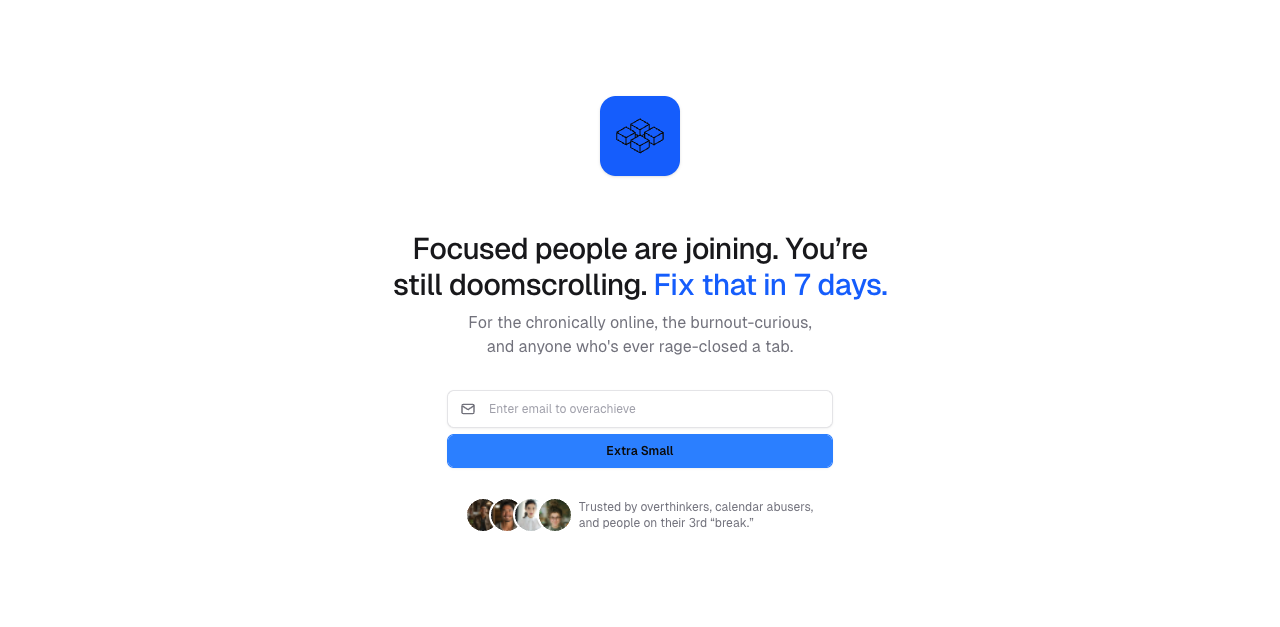 Focused people are joining. You’re
still doomscrolling. Fix that in 7 days.
For the chronically online, the burnout-curious,
and anyone who's ever rage-closed a tab.
Enter email to overachieve
Extra Small
Trusted by overthinkers, calendar abusers,
and people on their 3rd “break.”